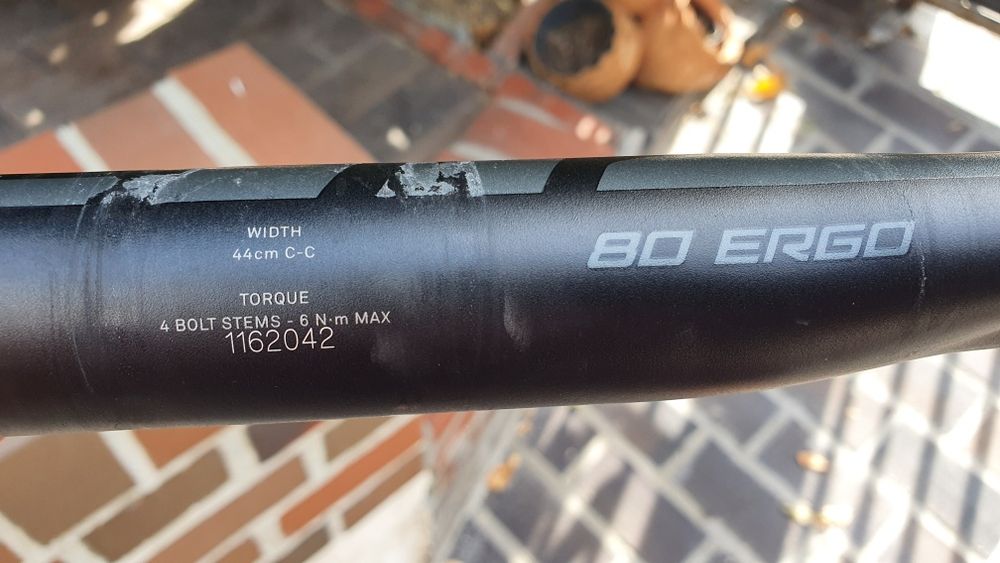 WIDTH
44cm C-C
80 ERGO
TORQUE
4 BOLT STEMS - 6 N·m MAX
1162042